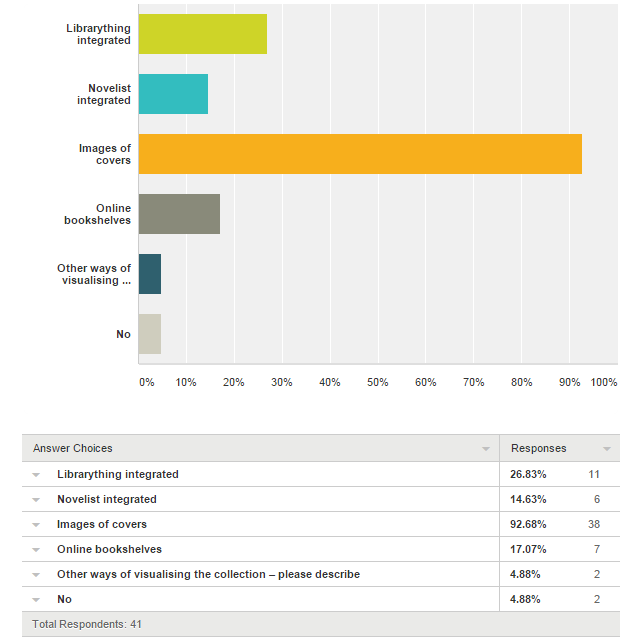 Librarything
integrated
Novelist
integrated
Images of
covers
Online
bookshelves
Other ways of
visualising ...
No
0% 10% 20% 30% 40% 50% 60% 70% 80% 90% 100%
Answer Choices Responses
Librarything integrated 26.83% 11
Novelist integrated 14.63% 6
Images of covers 92.68% 38
Online bookshelves 17.07% 7
Other ways of visualising the collection – please describe 4.88% 2
No 4.88% 2
Total Respondents: 41